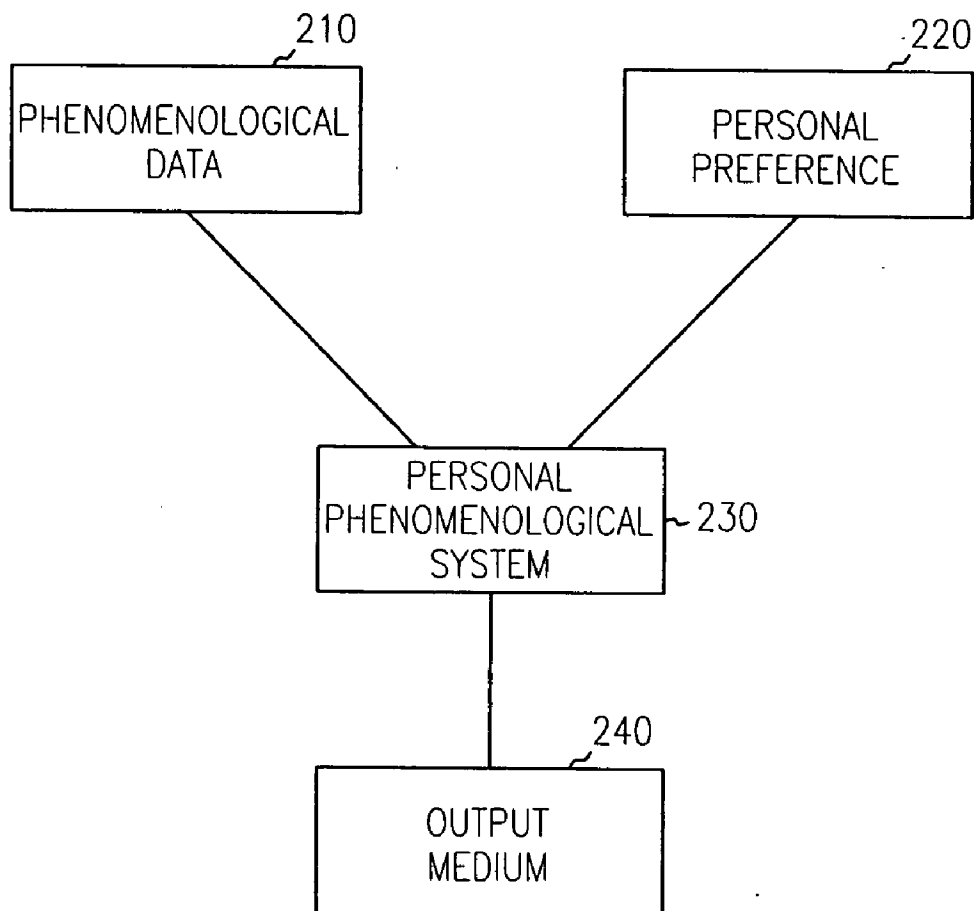 210
220
PHENOMENOLOGICAL
DATA
PERSONAL
PREFERENCE
PERSONAL
PHENOMENOLOGICAL
SYSTEM
230
240
OUTPUT
MEDIUM